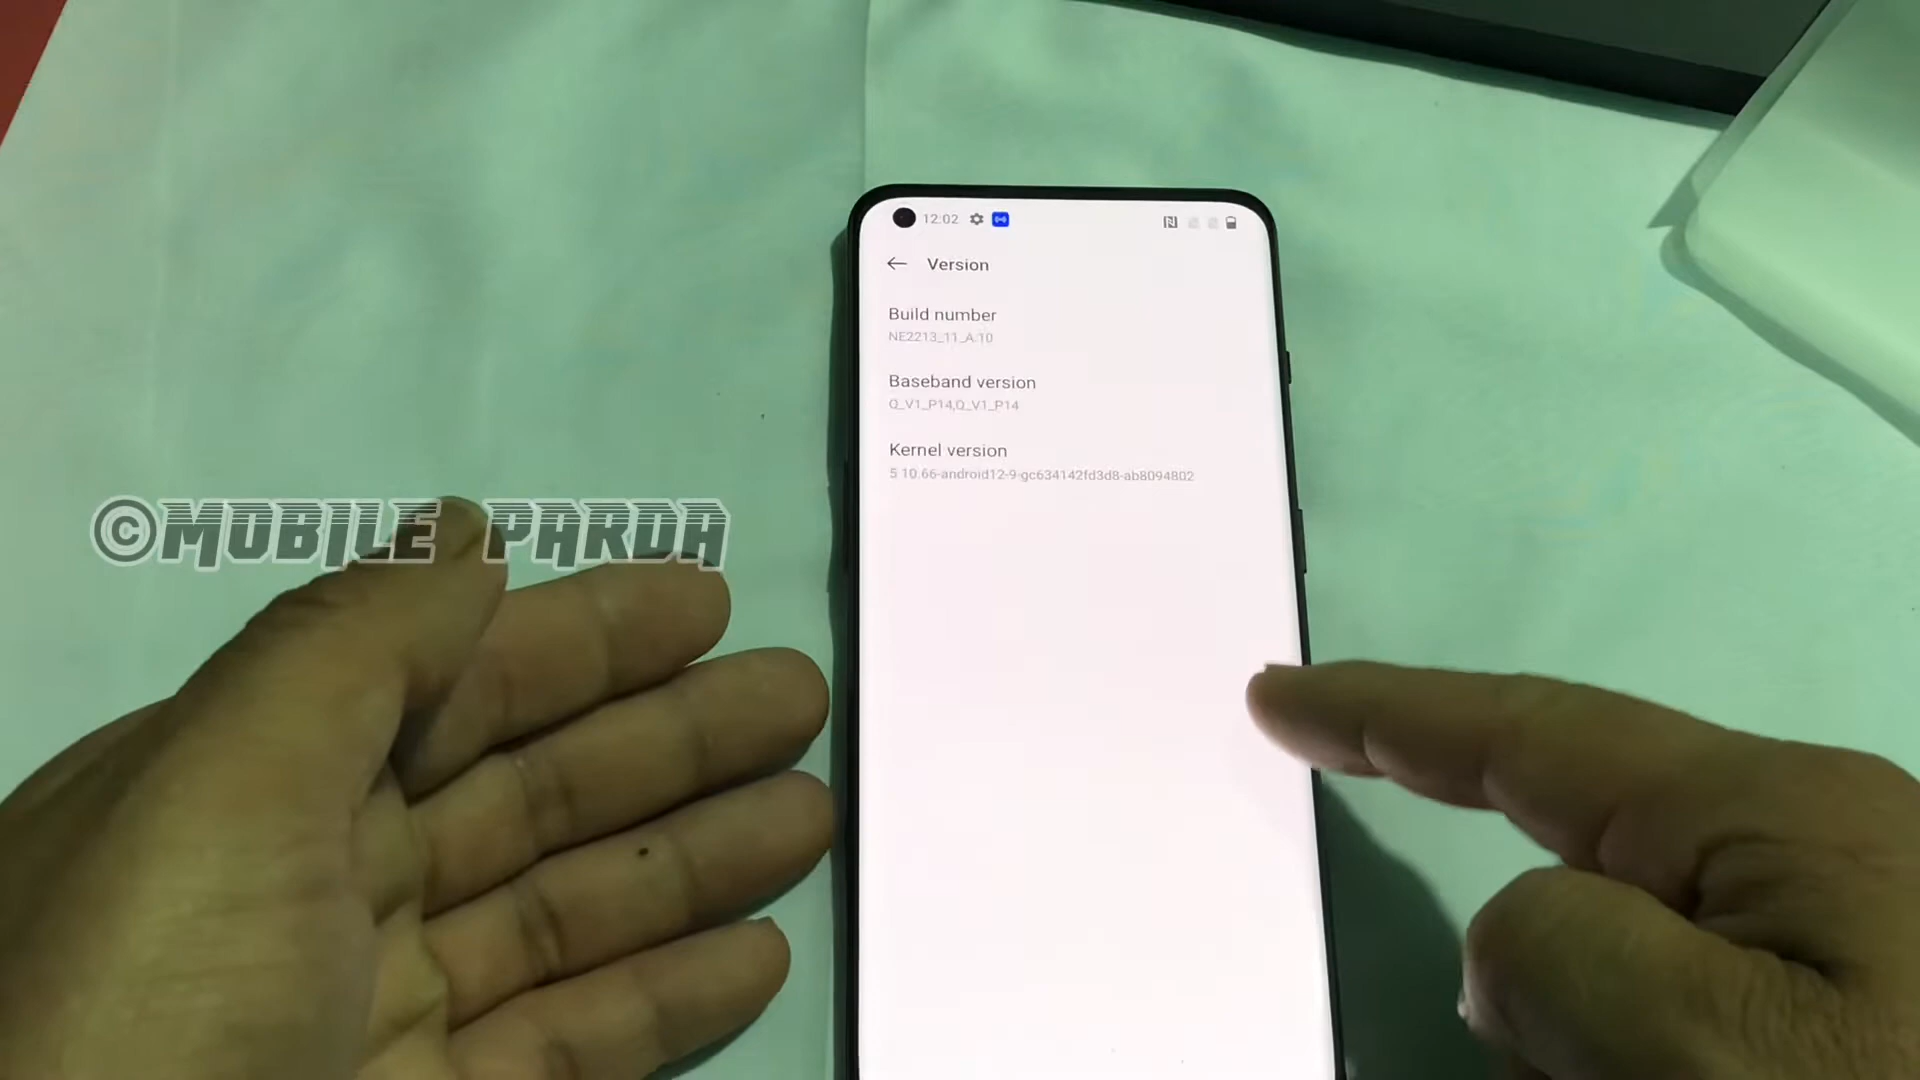 12:02
Version
Build number
NE2213_11_A.10
Baseband version
Q_V1_P14,Q_V1_P14
Kernel version
5.10.66-android12-9-gc634142fd3d8-ab8094802
©MOBILE PARDA